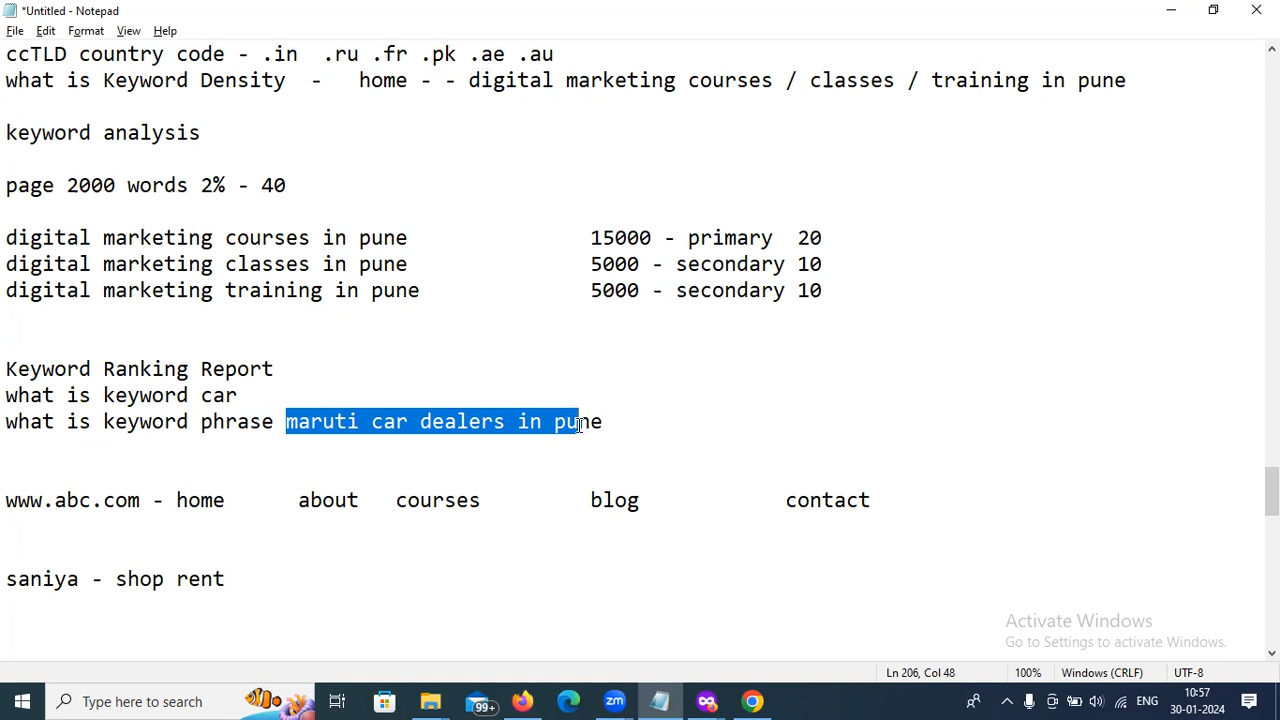 *Untitled - Notepad
File Edit Format View Help
ccTLD country code - .in .ru .fr .pk .ae .au
what is Keyword Density - home - - digital marketing courses / classes / training in pune
keyword analysis
page 2000 words 2% - 40
digital marketing courses in pune 15000 - primary 20
digital marketing classes in pune 5000 - secondary 10
digital marketing training in pune 5000 - secondary 10
Keyword Ranking Report
what is keyword car
what is keyword phrase maruti car dealers in pune
www.abc.com - home about courses blog contact
saniya - shop rent
Activate Windows
Go to Settings to activate Windows.
Ln 206, Col 48 100% Windows (CRLF) UTF-8
Type here to search 99+ zm ENG 10:57
30-01-2024